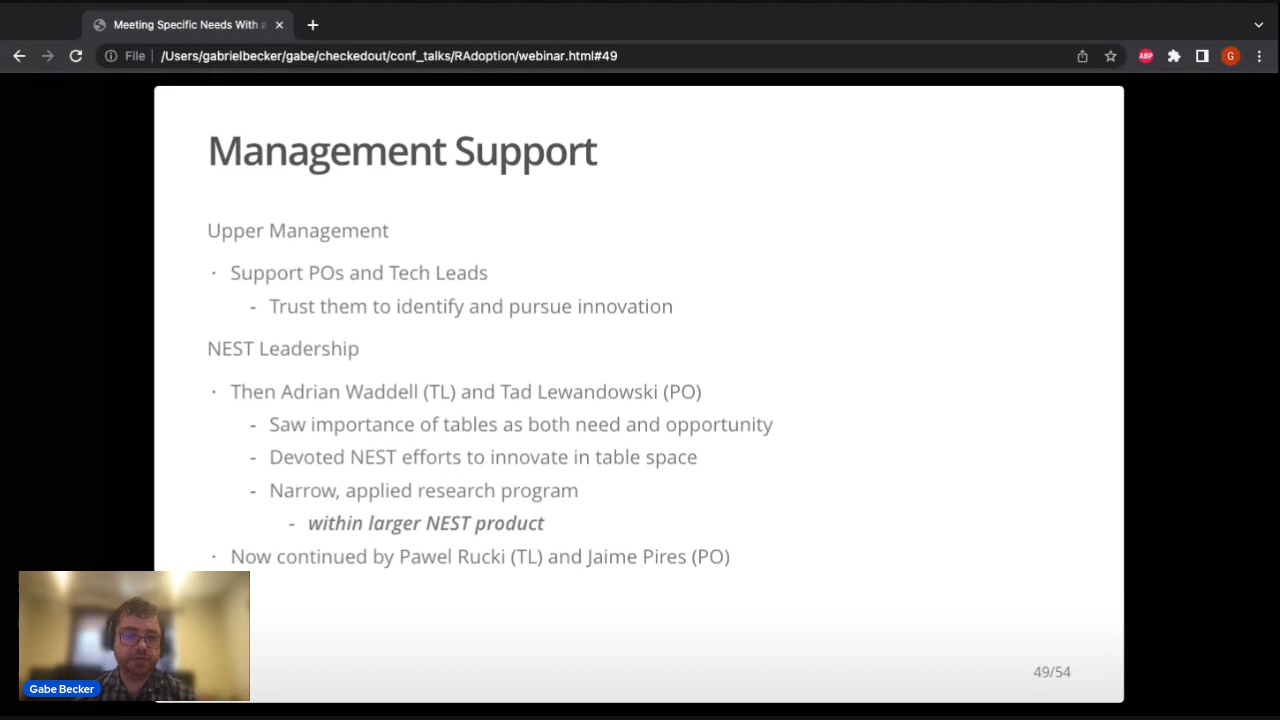 Meeting Specific Needs With a
File
/Users/gabrielbecker/gabe/checkedout/conf_talks/RAdoption/webinar.html#49
ABP
G
Management Support
Upper Management
· Support POs and Tech Leads
- Trust them to identify and pursue innovation
NEST Leadership
· Then Adrian Waddell (TL) and Tad Lewandowski (PO)
- Saw importance of tables as both need and opportunity
- Devoted NEST efforts to innovate in table space
- Narrow, applied research program
- within larger NEST product
· Now continued by Pawel Rucki (TL) and Jaime Pires (PO)
Gabe Becker
49/54